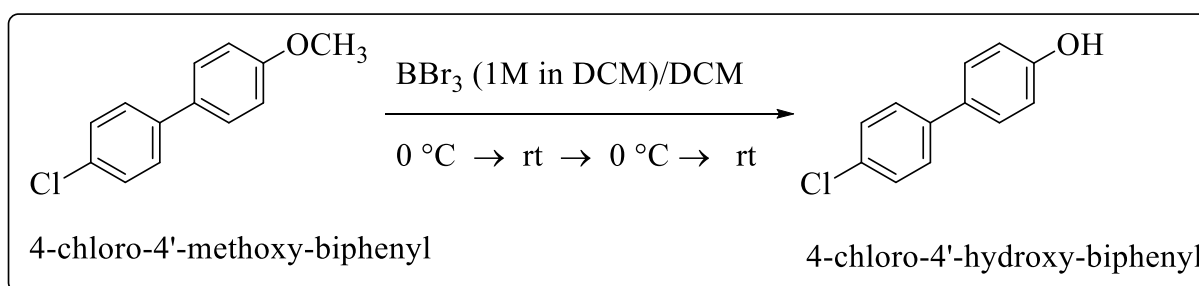 OCH3
BBr3 (1M in DCM)/DCM
0 °C → rt → 0 °C → rt
Cl
4-chloro-4'-methoxy-biphenyl
OH
Cl
4-chloro-4'-hydroxy-biphenyl